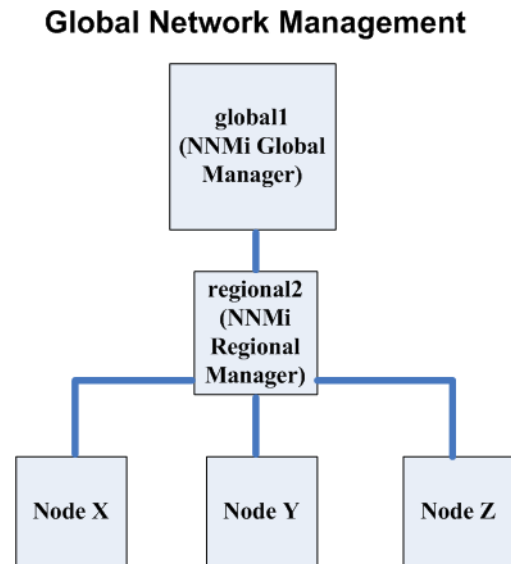 Global Network Management
global1
(NNMi Global
Manager)
regional2
(NNMi
Regional
Manager)
Node X
Node Y
Node Z